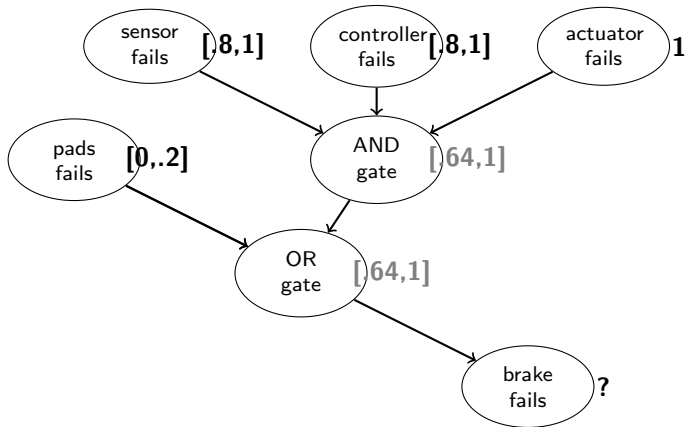 sensor
fails
[.8,1]
controller
fails
[.8,1]
actuator
fails
1
pads
fails
[0,.2]
AND
gate
[.64,1]
OR
gate
[.64,1]
brake
fails
?